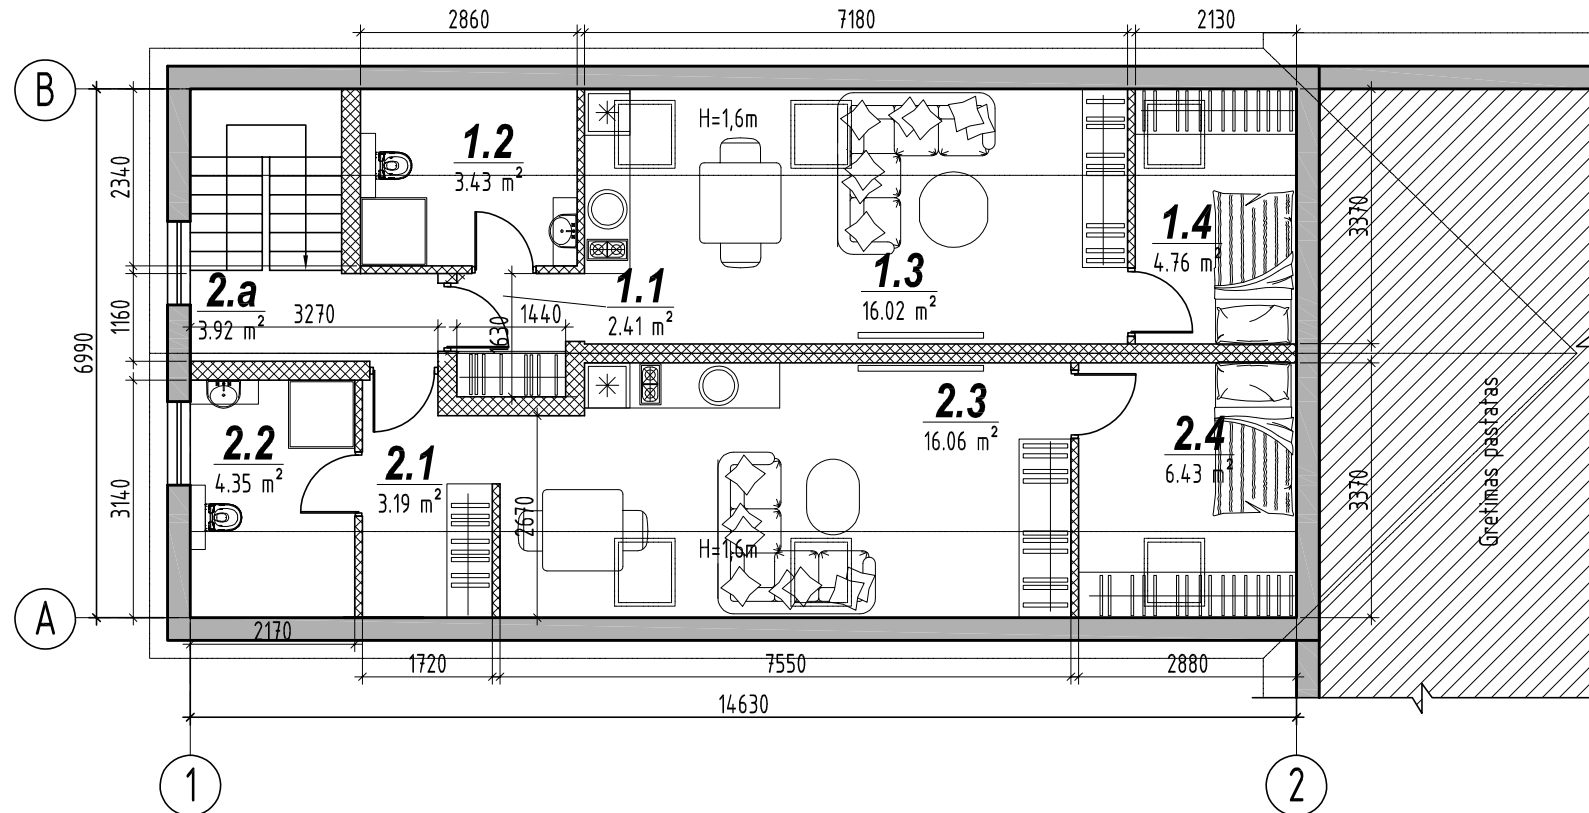 2860
7180
2130
B
1.2
3.43 m²
H=1,6m
2340
3370
1.4
4.76 m²
1.3
16.02 m²
1.1
2.41 m²
2.a
3.92 m²
3270
1440
1630
1160
6990
2.3
16.06 m²
2.4
6.43 m²
2.2
4.35 m²
2.1
3.19 m²
3140
2670
H=1,6m
3370
Gretimas pastatas
A
2170
1720
7550
2880
14630
1
2